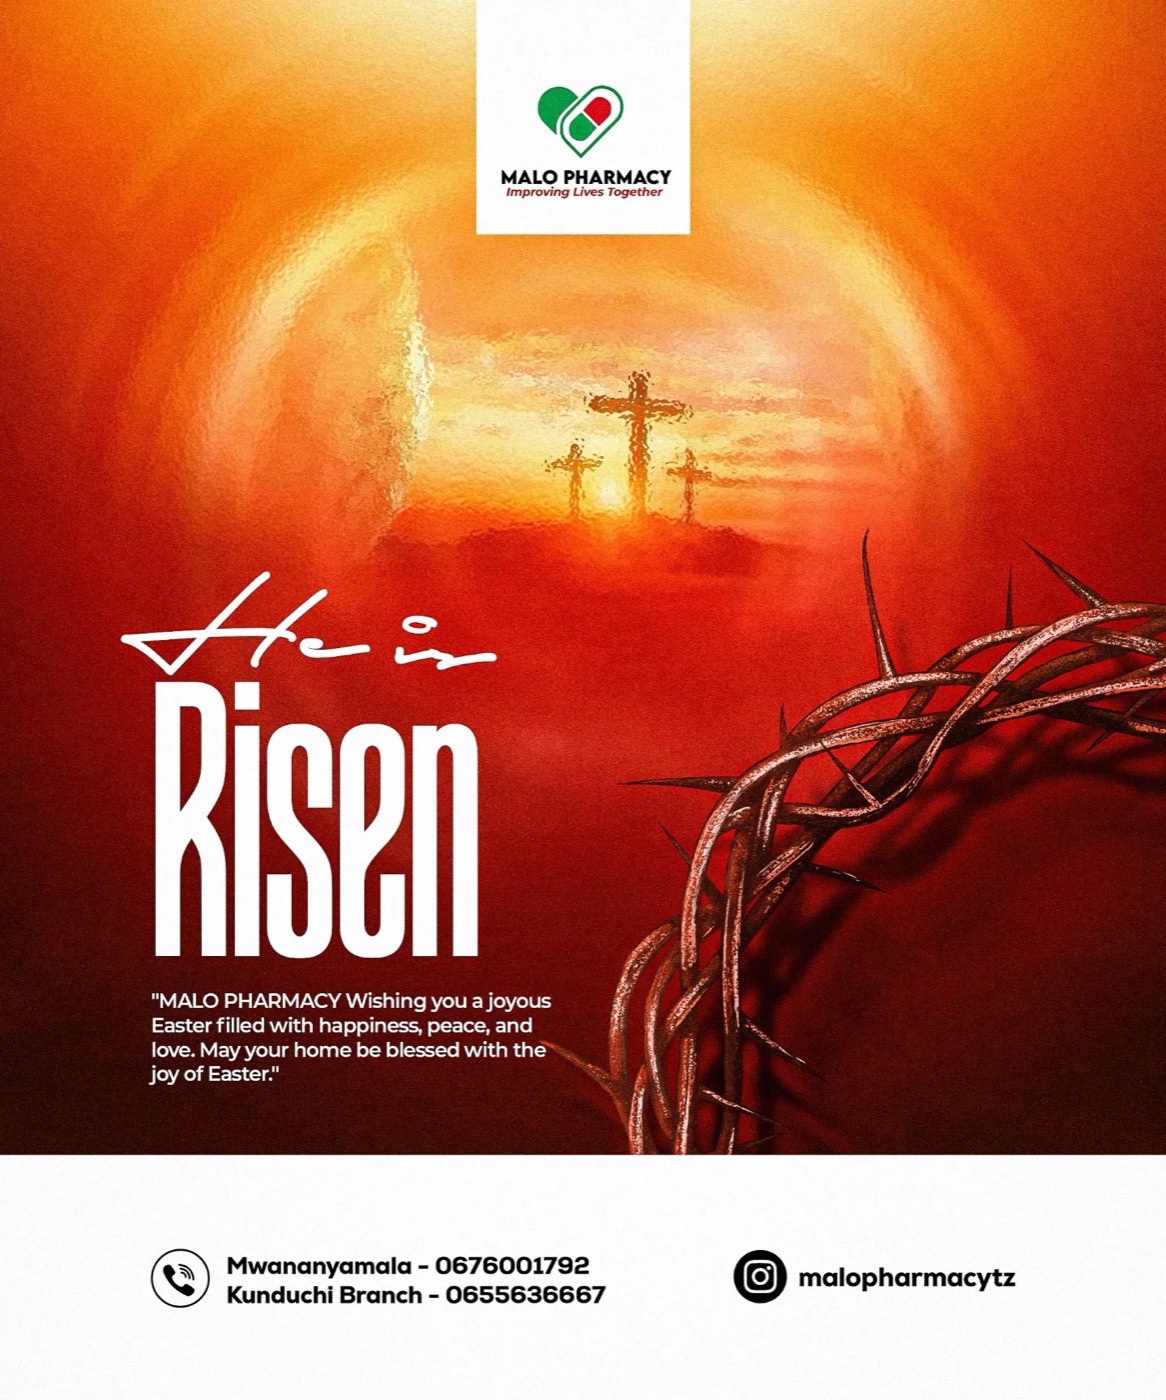 MALO PHARMACY
Improving Lives Together
He is
Risen
"MALO PHARMACY Wishing you a joyous
Easter filled with happiness, peace, and
love. May your home be blessed with the
joy of Easter."
Mwananyamala - 0676001792
Kunduchi Branch - 0655636667
malopharmacytz